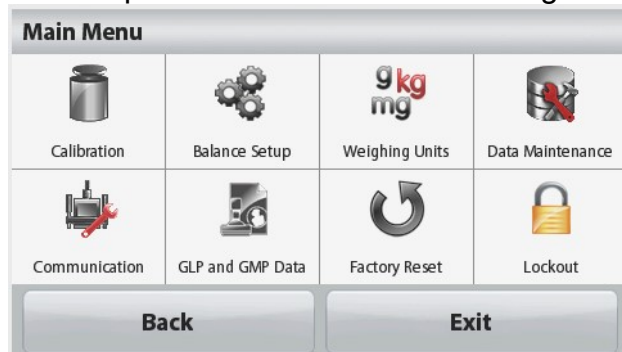 Main Menu
g kg
mg
Calibration Balance Setup Weighing Units Data Maintenance
Communication GLP and GMP Data Factory Reset Lockout
Back Exit